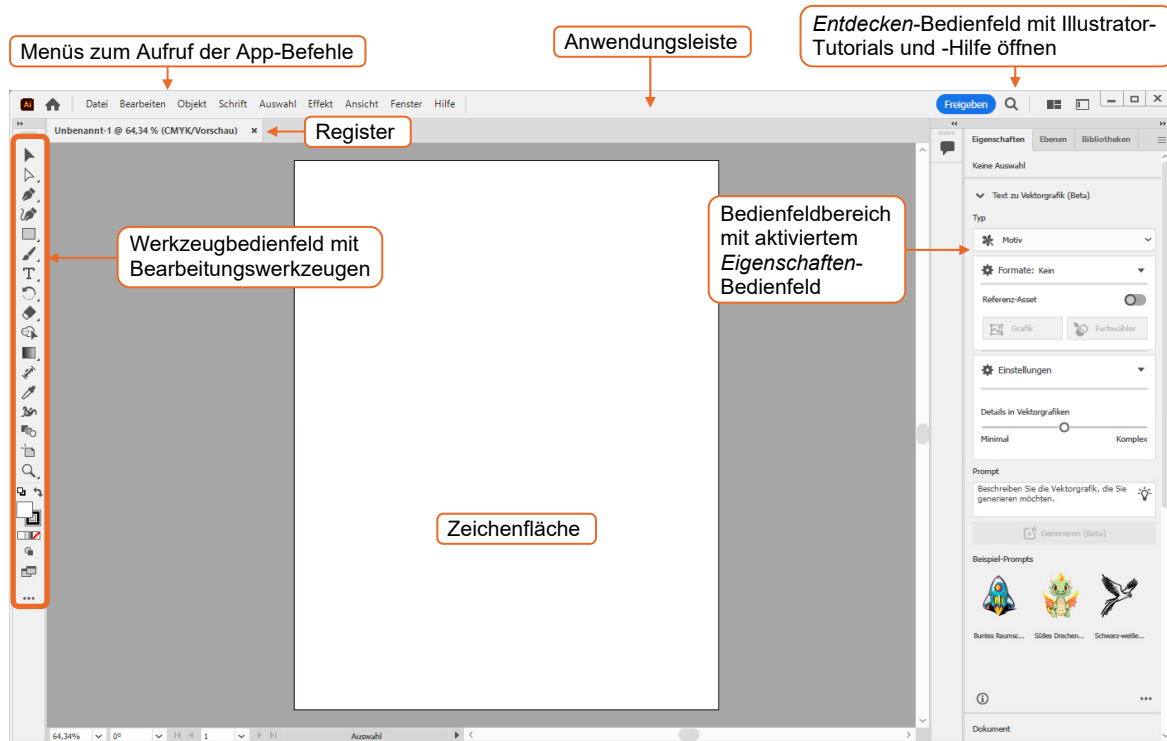 Entdecken-Bedienfeld mit Illustrator-
Tutorials und -Hilfe öffnen
Menüs zum Aufruf der App-Befehle
Anwendungsleiste
Ai
Datei Bearbeiten Objekt Schrift Auswahl Effekt Ansicht Fenster Hilfe
Freigeben
Unbenannt-1 @ 64,34 % (CMYK/Vorschau) ×
Register
Eigenschaften Ebenen Bibliotheken
Keine Auswahl
Text zu Vektorgrafik (Beta)
Typ
Motiv
Werkzeugbedienfeld mit
Bearbeitungswerkzeugen
Bedienfeldbereich
mit aktiviertem
Eigenschaften-
Bedienfeld
Formate: Kein
Referenz-Asset
Grafik Farbwähler
Einstellungen
Details in Vektorgrafiken
Minimal Komplex
Prompt
Beschreiben Sie die Vektorgrafik, die Sie
generieren möchten.
Generieren (Beta)
Zeichenfläche
Beispiel-Prompts
Buntes Raumsc... Süßes Drachen... Schwarz-weiße...
Dokument
64,34% 0° 1 Auswahl